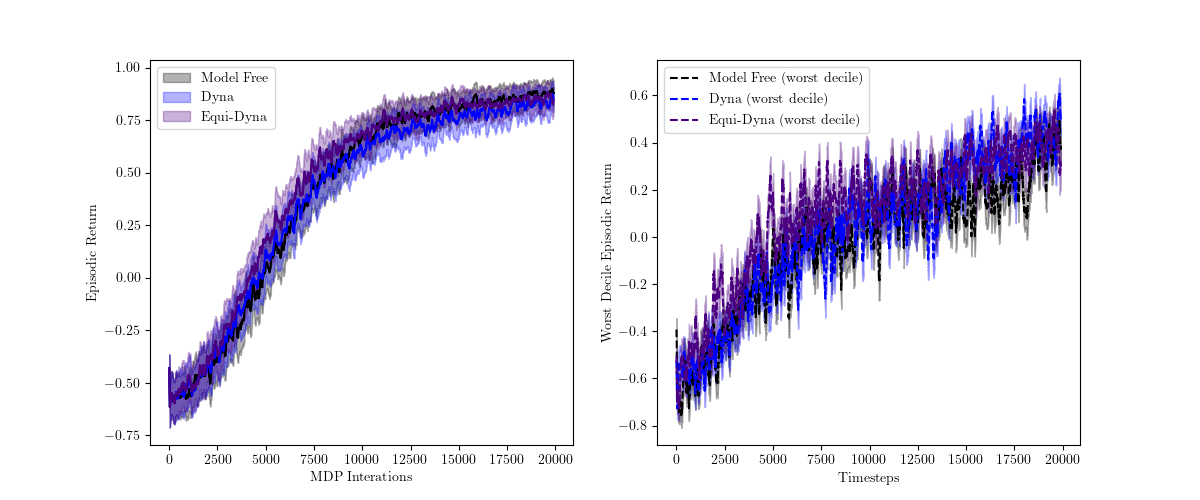 1.00
0.75
0.50
0.25
0.00
−0.25
−0.50
−0.75
Episodic Return
Model Free
Dyna
Equi-Dyna
0 2500 5000 7500 10000 12500 15000 17500 20000
MDP Interations
0.6
0.4
0.2
0.0
−0.2
−0.4
−0.6
−0.8
Worst Decile Episodic Return
Model Free (worst decile)
Dyna (worst decile)
Equi-Dyna (worst decile)
0 2500 5000 7500 10000 12500 15000 17500 20000
Timesteps